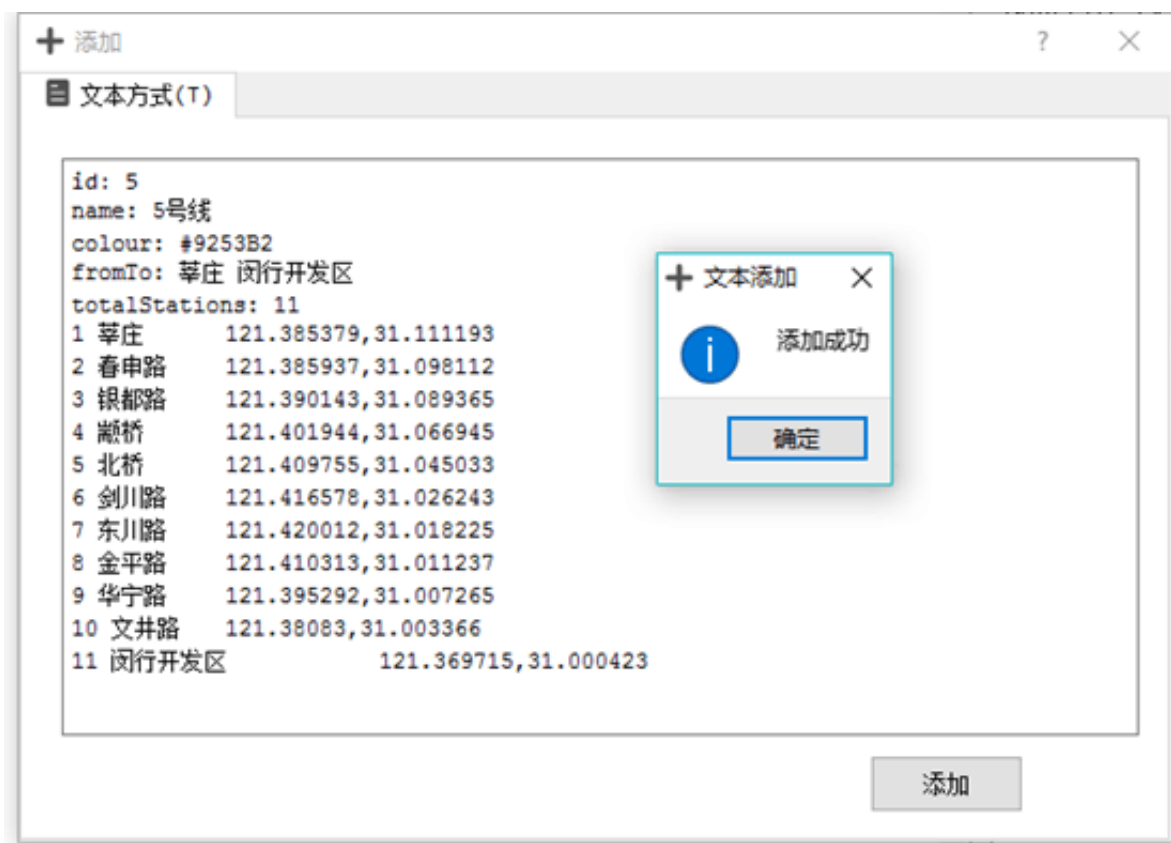 添加 ?
文本方式(T)
id: 5
name: 5号线
colour: #9253B2
fromTo: 莘庄 闵行开发区
totalStations: 11
1 莘庄 121.385379,31.111193
2 春申路 121.385937,31.098112
3 银都路 121.390143,31.089365
4 颛桥 121.401944,31.066945
5 北桥 121.409755,31.045033
6 剑川路 121.416578,31.026243
7 东川路 121.420012,31.018225
8 金平路 121.410313,31.011237
9 华宁路 121.395292,31.007265
10 文井路 121.38083,31.003366
11 闵行开发区 121.369715,31.000423
文本添加
添加成功
确定
添加